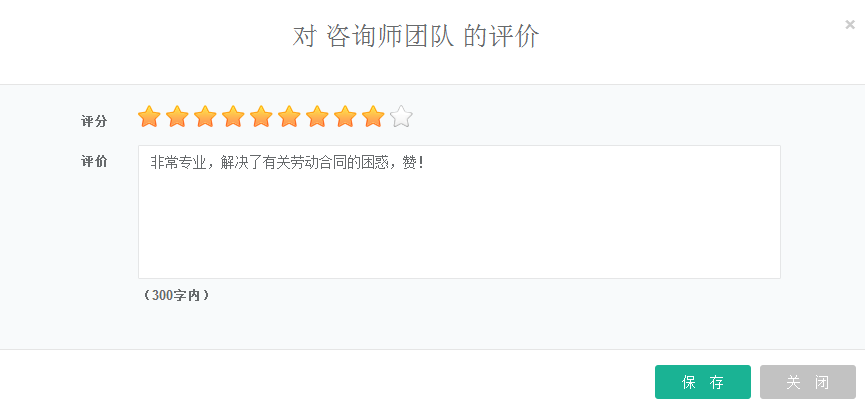 对 咨询师团队 的评价
×
评分
评价
非常专业，解决了有关劳动合同的困惑，赞！
（300字内）
保 存
关 闭